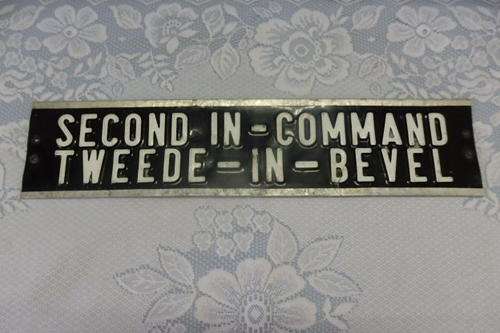 SECOND IN-COMMAND
TWEEDE-IN-BEVEL